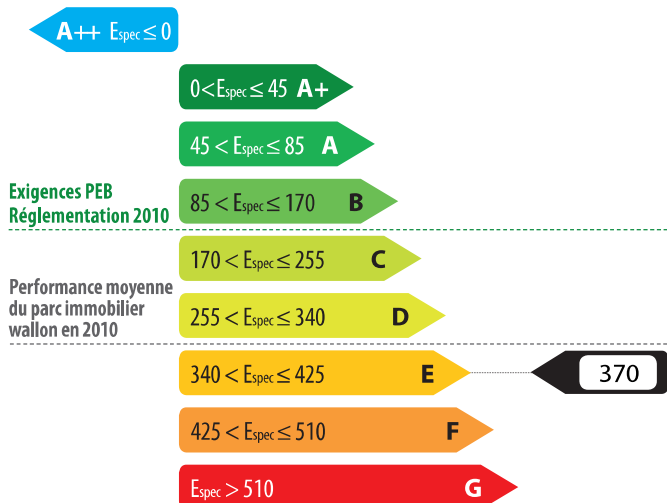 A++ Espec ≤ 0
0 < Espec ≤ 45 A+
45 < Espec ≤ 85 A
Exigences PEB
Réglementation 2010
85 < Espec ≤ 170 B
170 < Espec ≤ 255 C
Performance moyenne
du parc immobilier
wallon en 2010
255 < Espec ≤ 340 D
340 < Espec ≤ 425 E
370
425 < Espec ≤ 510 F
Espec > 510 G